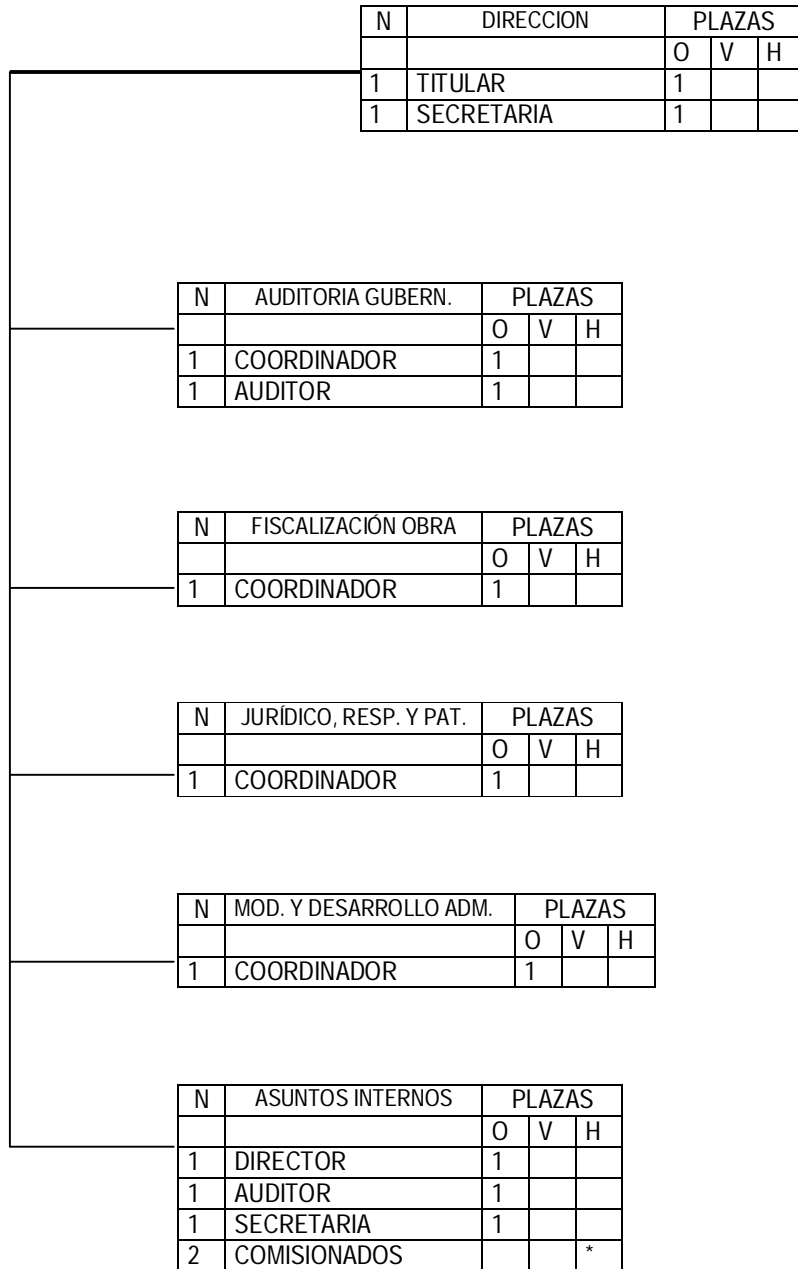 N DIRECCION PLAZAS
O V H
1 TITULAR 1
1 SECRETARIA 1
N AUDITORIA GUBERN. PLAZAS
O V H
1 COORDINADOR 1
1 AUDITOR 1
N FISCALIZACIÓN OBRA PLAZAS
O V H
1 COORDINADOR 1
N JURÍDICO, RESP. Y PAT. PLAZAS
O V H
1 COORDINADOR 1
N MOD. Y DESARROLLO ADM. PLAZAS
O V H
1 COORDINADOR 1
N ASUNTOS INTERNOS PLAZAS
O V H
1 DIRECTOR 1
1 AUDITOR 1
1 SECRETARIA 1
2 COMISIONADOS *